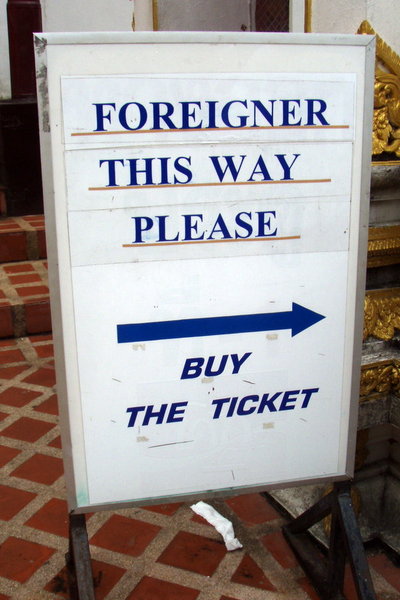 FOREIGNER
THIS WAY
PLEASE
BUY
THE TICKET